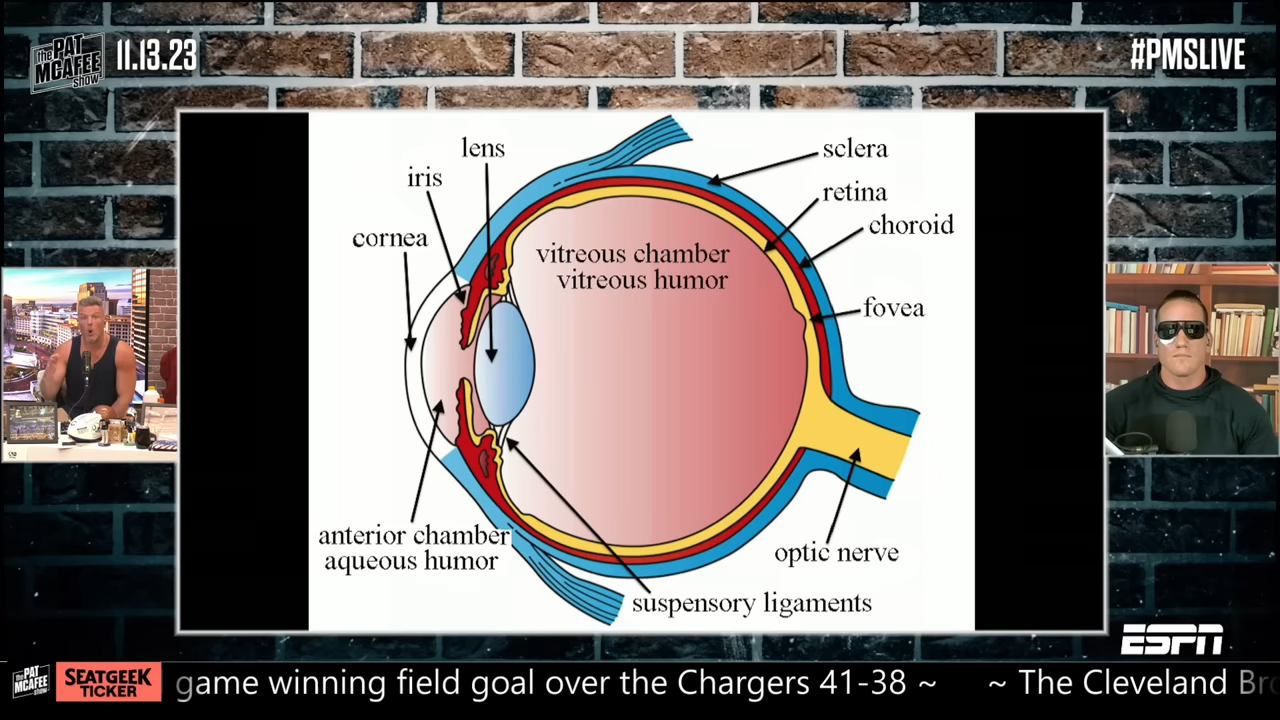 the PAT MCAFEE show
11.13.23
#PMSLIVE
lens
iris
cornea
sclera
retina
choroid
vitreous chamber
vitreous humor
fovea
anterior chamber
aqueous humor
optic nerve
suspensory ligaments
ESPN
the PAT MCAFEE show
SEATGEEK
TICKER
game winning field goal over the Chargers 41-38 ~ ~ The Cleveland Bro